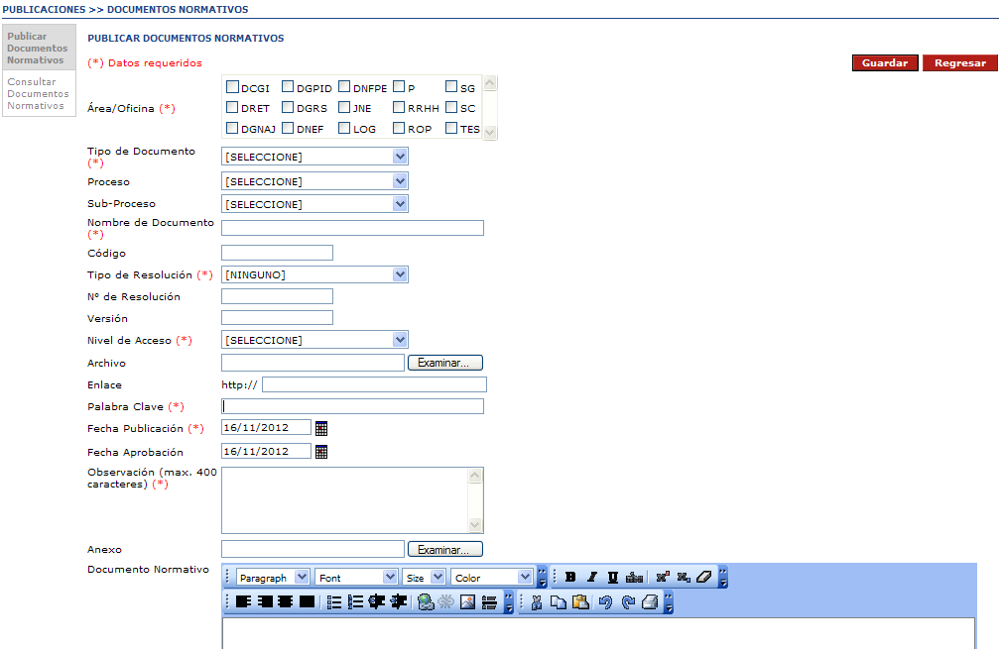 PUBLICACIONES >> DOCUMENTOS NORMATIVOS
Publicar
Documentos
Normativos
Consultar
Documentos
Normativos
PUBLICAR DOCUMENTOS NORMATIVOS
(*) Datos requeridos
Guardar Regresar
Área/Oficina (*)
DCGI DGPID DNFPE P SG
DRET DGRS JNE RRHH SC
DGNAJ DNEF LOG ROP TES
Tipo de Documento
(*)
[SELECCIONE]
Proceso [SELECCIONE]
Sub-Proceso [SELECCIONE]
Nombre de Documento
(*)
Código
Tipo de Resolución (*) [NINGUNO]
Nº de Resolución
Versión
Nivel de Acceso (*) [SELECCIONE]
Archivo Examinar...
Enlace http://
Palabra Clave (*)
Fecha Publicación (*) 16/11/2012
Fecha Aprobación 16/11/2012
Observación (max. 400
caracteres) (*)
Anexo Examinar...
Documento Normativo
Paragraph Font Size Color B I U abc x² x₂